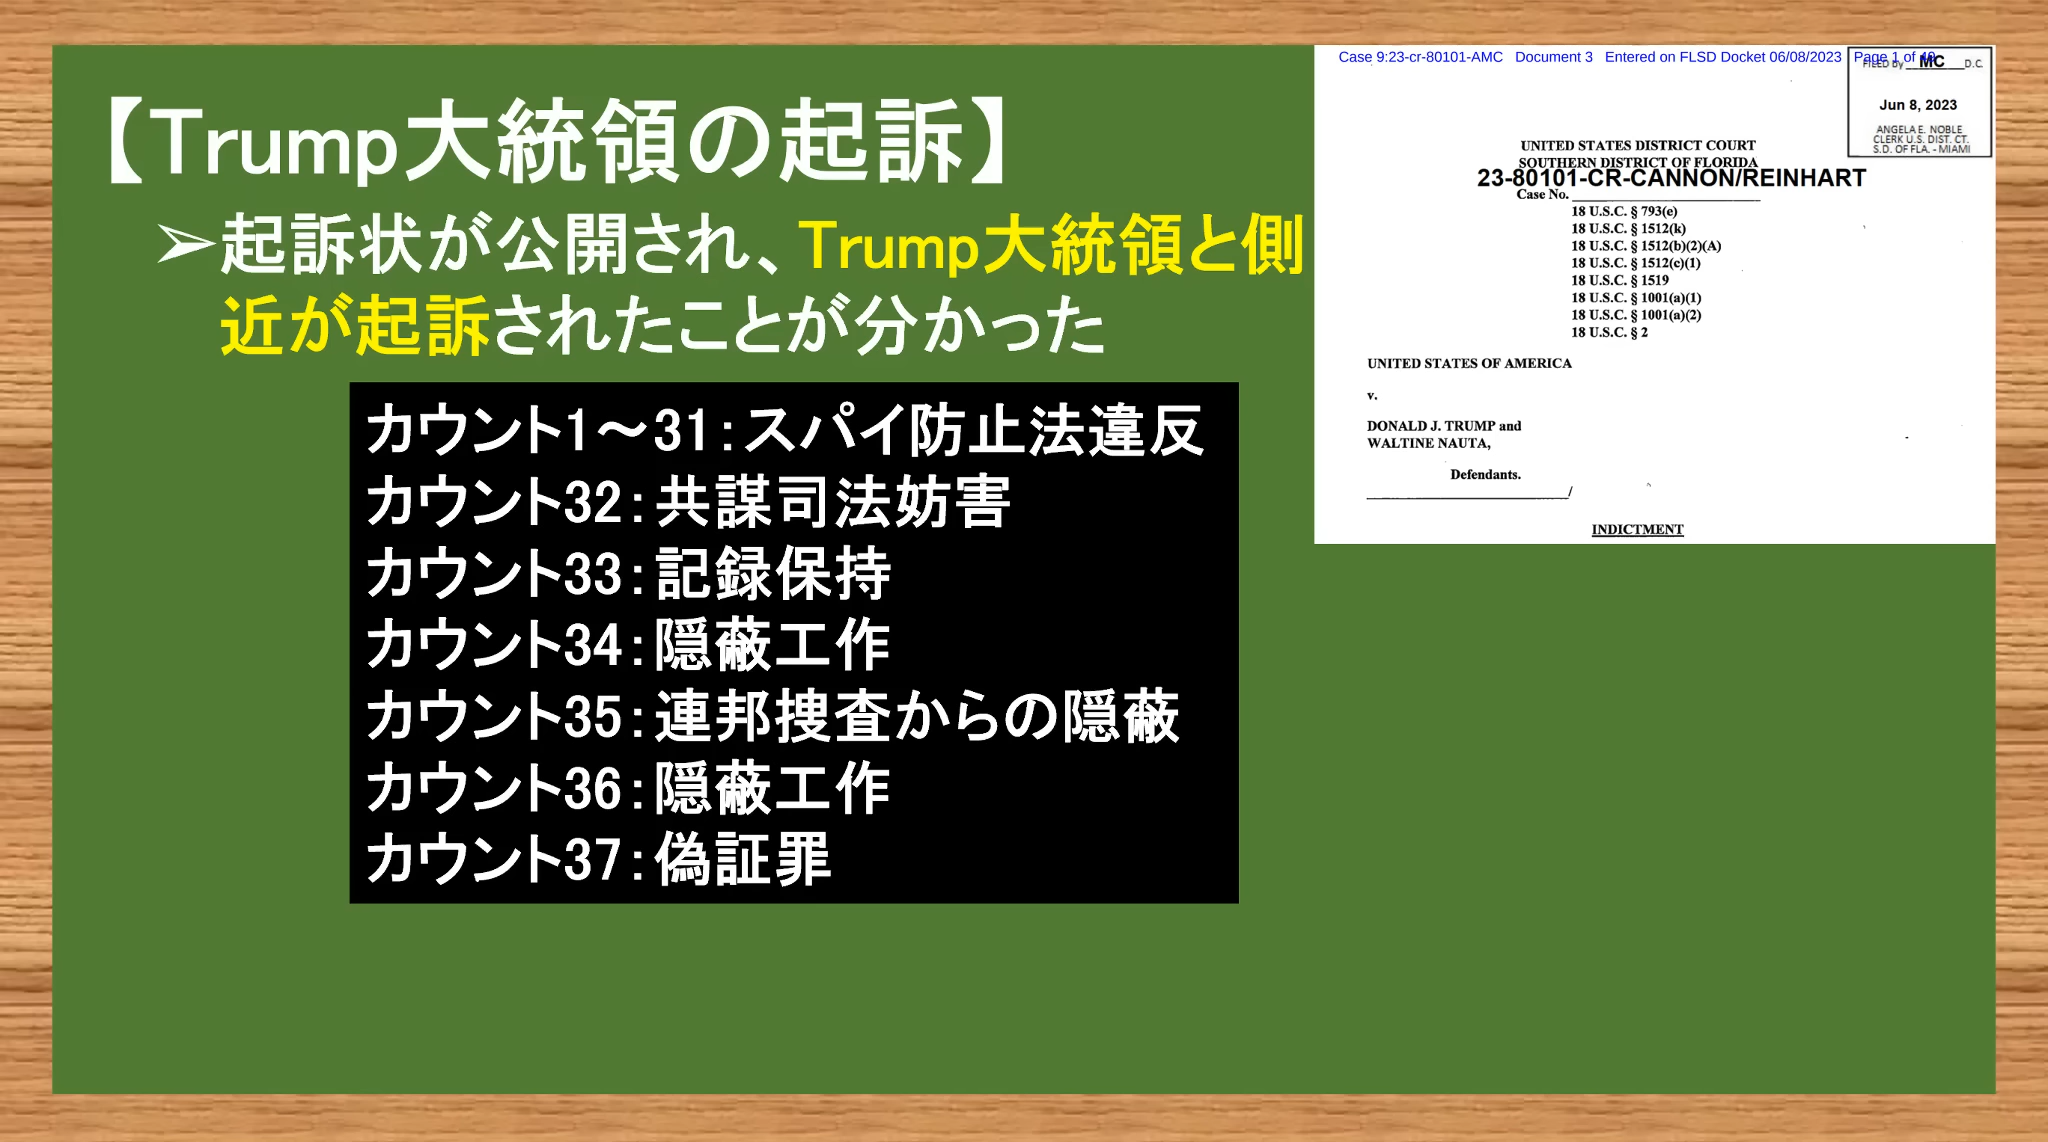 【Trump大統領の起訴】
➢起訴状が公開され、Trump大統領と側
近が起訴されたことが分かった
カウント1～31：スパイ防止法違反
カウント32：共謀司法妨害
カウント33：記録保持
カウント34：隠蔽工作
カウント35：連邦捜査からの隠蔽
カウント36：隠蔽工作
カウント37：偽証罪
Case 9:23-cr-80101-AMC Document 3 Entered on FLSD Docket 06/08/2023 Page 1 of
FILED by MC D.C.
Jun 8, 2023
ANGELA E. NOBLE
CLERK U.S. DIST. CT.
S.D. OF FLA. - MIAMI
UNITED STATES DISTRICT COURT
SOUTHERN DISTRICT OF FLORIDA
23-80101-CR-CANNON/REINHART
Case No.
18 U.S.C. § 793(e)
18 U.S.C. § 1512(k)
18 U.S.C. § 1512(b)(2)(A)
18 U.S.C. § 1512(c)(1)
18 U.S.C. § 1519
18 U.S.C. § 1001(a)(1)
18 U.S.C. § 1001(a)(2)
18 U.S.C. § 2
UNITED STATES OF AMERICA
v.
DONALD J. TRUMP and
WALTINE NAUTA,
Defendants.
/
INDICTMENT